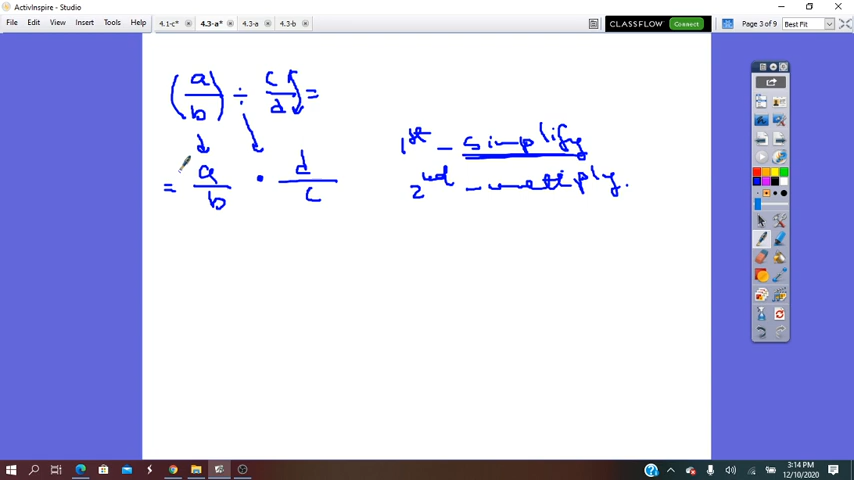 ActivInspire - Studio
File Edit View Insert Tools Help
4.1-c* 4.3-a* 4.3-a 4.3-b
CLASSFLOW Connect
Page 3 of 9 Best Fit
(a/b) ÷ c/d =
= a/b · d/c
1st - simplify
2nd - multiply.
3:14 PM
12/10/2020